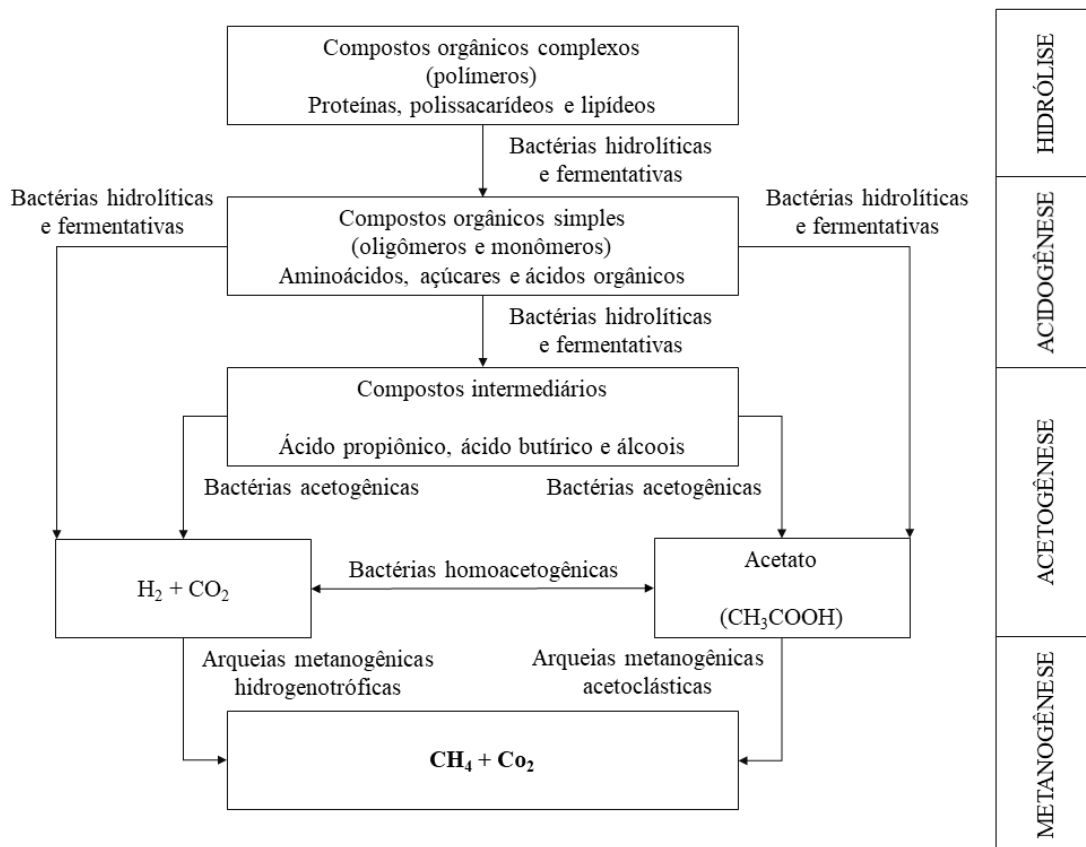 Compostos orgânicos complexos
(polímeros)
Proteínas, polissacarídeos e lipídeos
HIDRÓLISE
Bactérias hidrolíticas
e fermentativas
Bactérias hidrolíticas
e fermentativas
Compostos orgânicos simples
(oligômeros e monômeros)
Aminoácidos, açúcares e ácidos orgânicos
Bactérias hidrolíticas
e fermentativas
ACIDOGÊNESE
Bactérias hidrolíticas
e fermentativas
Compostos intermediários
Ácido propiônico, ácido butírico e álcoois
Bactérias acetogênicas
Bactérias acetogênicas
ACETOGÊNESE
H₂ + CO₂
Bactérias homoacetogênicas
Acetato
(CH₃COOH)
Arqueias metanogênicas
hidrogenotróficas
Arqueias metanogênicas
acetoclásticas
CH₄ + Co₂
METANOGÊNESE